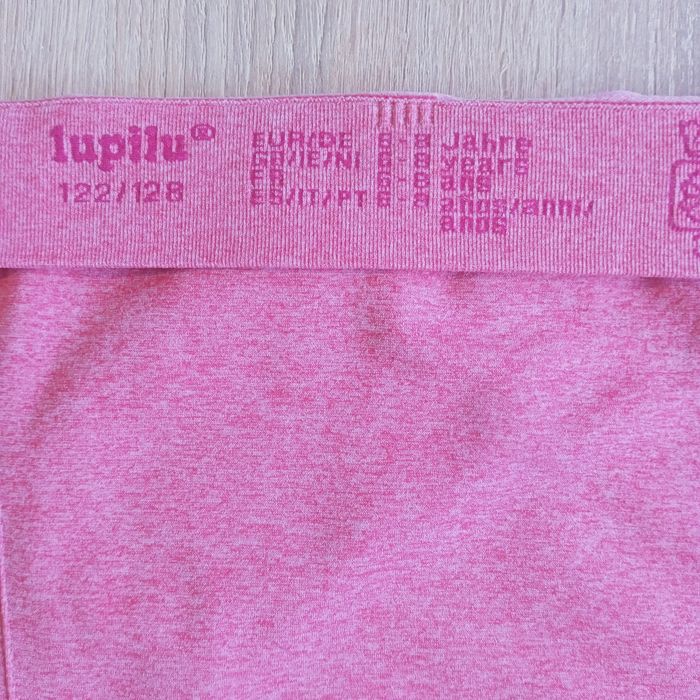 lupilu®
122/128
EUR/DE 6-8 Jahre
GB/IE/NI 6-8 years
6-8 ans
ES/IT/PT 6-8 años/anni/
anos